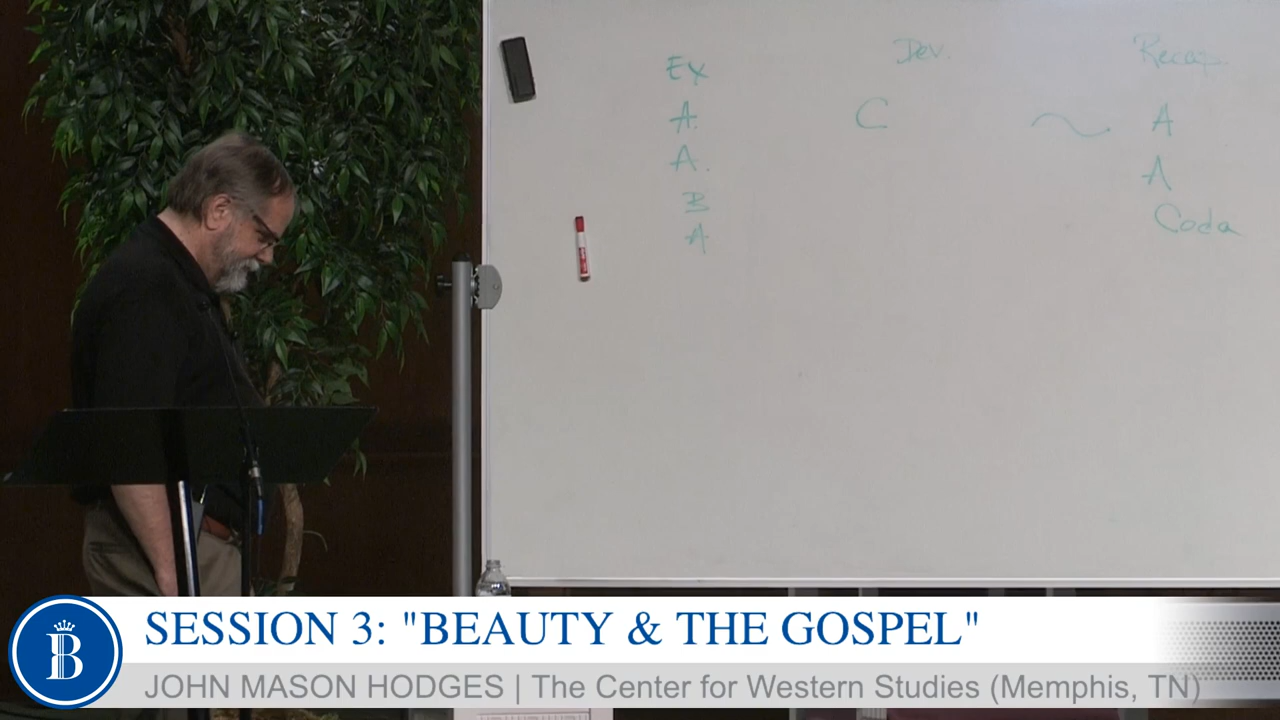 Ex Dev. Recap.
A. C A
A. A
B Coda
A
B
SESSION 3: "BEAUTY & THE GOSPEL"
JOHN MASON HODGES | The Center for Western Studies (Memphis, TN)